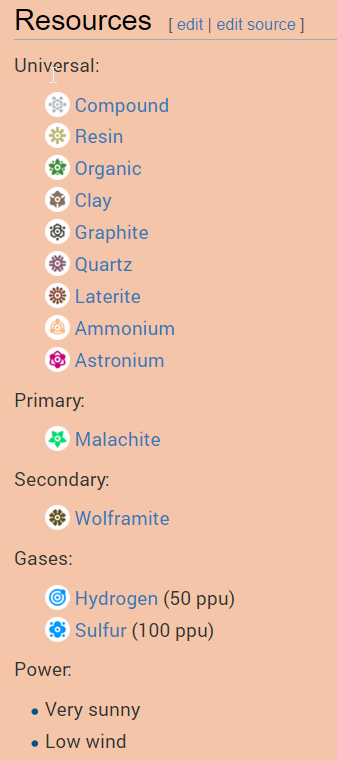 Resources [ edit | edit source ]
Universal:
Compound
Resin
Organic
Clay
Graphite
Quartz
Laterite
Ammonium
Astronium
Primary:
Malachite
Secondary:
Wolframite
Gases:
Hydrogen (50 ppu)
Sulfur (100 ppu)
Power:
• Very sunny
• Low wind